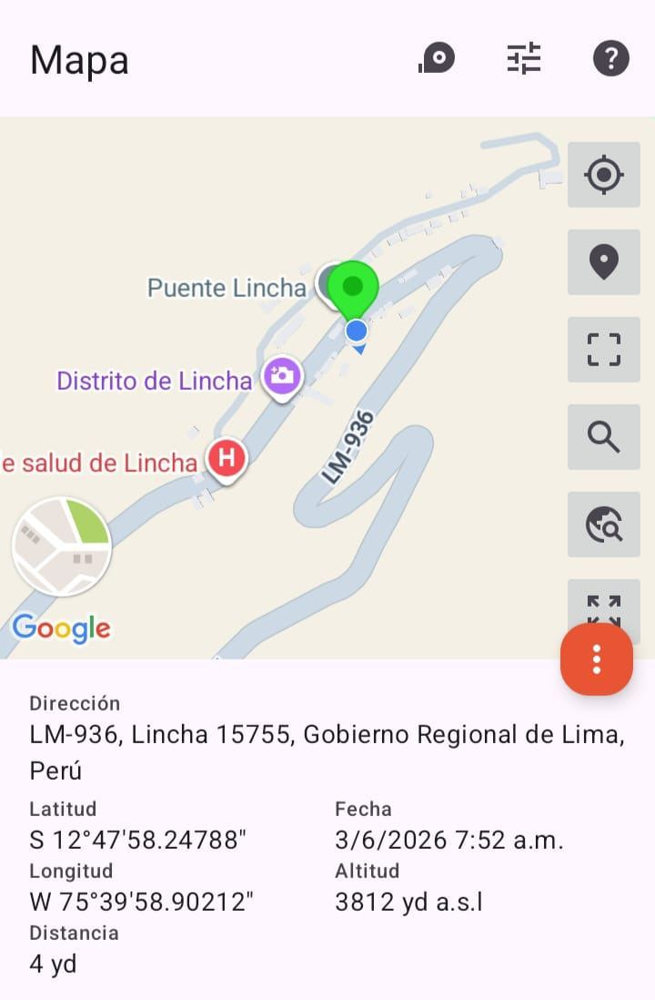 Mapa
Puente Lincha
Distrito de Lincha
LM-936
e salud de Lincha
H
Google
Dirección
LM-936, Lincha 15755, Gobierno Regional de Lima,
Perú
Latitud
S 12°47'58.24788"
Fecha
3/6/2026 7:52 a.m.
Longitud
W 75°39'58.90212"
Altitud
3812 yd a.s.l
Distancia
4 yd